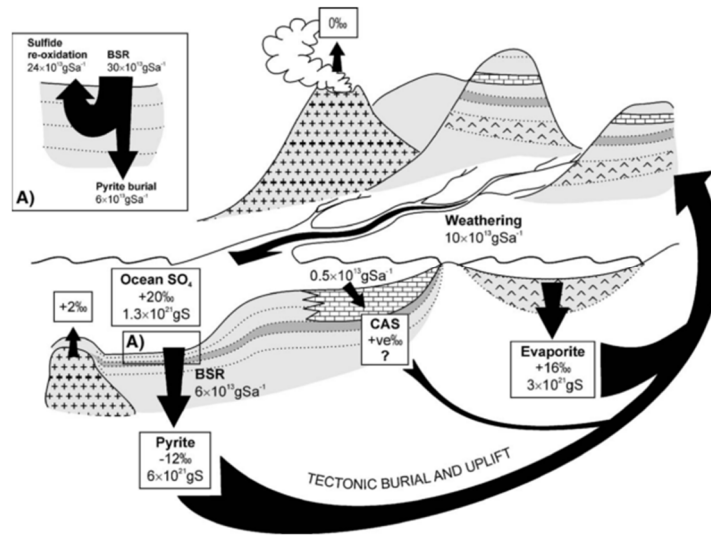 Sulfide
re-oxidation
24×10¹³gSa⁻¹
BSR
30×10¹³gSa⁻¹
Pyrite burial
6×10¹³gSa⁻¹
A)
0‰
Weathering
10×10¹³gSa⁻¹
Ocean SO₄
+20‰
1.3×10²¹gS
+2‰
A)
BSR
6×10¹³gSa⁻¹
0.5×10¹³gSa⁻¹
CAS
+ve‰
?
Evaporite
+16‰
3×10²¹gS
Pyrite
-12‰
6×10²¹gS
TECTONIC BURIAL AND UPLIFT